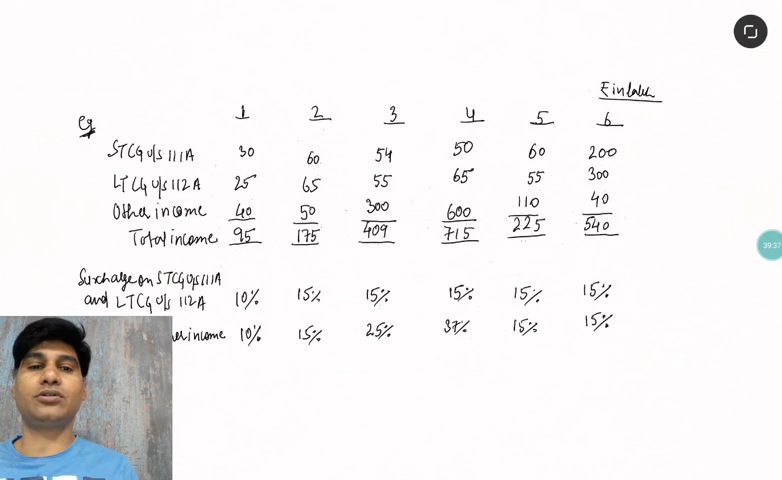 ₹ in lakh
Eg 1 2 3 4 5 6
STCG u/s 111A 30 60 54 50 60 200
LTCG u/s 112A 25 65 55 65 55 300
Other income 40 50 300 600 110 40
Total income 95 175 409 715 225 540
Surcharge on STCG u/s 111A
and LTCG u/s 112A 10% 15% 15% 15% 15% 15%
income 10% 15% 25% 37% 15% 15%
39:37